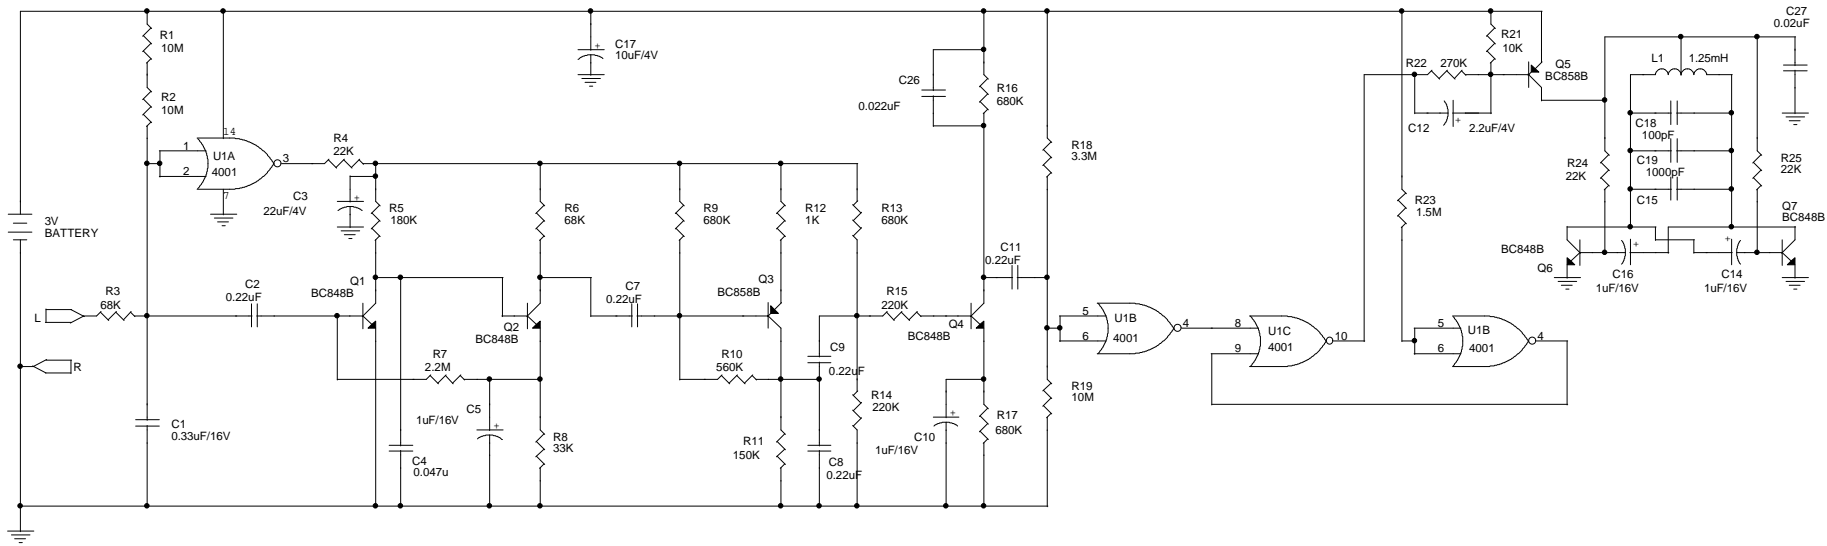 R1
10M
R2
10M
14
1
2
U1A
4001
3
7
R4
22K
C3
22uF/4V
3V
BATTERY
L
R
R3
68K
C1
0.33uF/16V
C2
0.22uF
R5
180K
Q1
BC848B
R7
2.2M
C4
0.047u
C5
1uF/16V
R6
68K
Q2
BC848B
R8
33K
C17
10uF/4V
C7
0.22uF
R9
680K
R10
560K
R12
1K
Q3
BC858B
R11
150K
C9
0.22uF
C8
0.22uF
R13
680K
R14
220K
R15
220K
C26
0.022uF
R16
680K
Q4
BC848B
C10
1uF/16V
R17
680K
C11
0.22uF
R18
3.3M
R19
10M
5
6
U1B
4001
4
8
9
U1C
4001
10
R23
1.5M
5
6
U1B
4001
4
R21
10K
R22
270K
C12
2.2uF/4V
Q5
BC858B
R24
22K
L1
1.25mH
C18
100pF
C19
1000pF
C15
R25
22K
C27
0.02uF
BC848B
Q6
C16
1uF/16V
C14
1uF/16V
Q7
BC848B